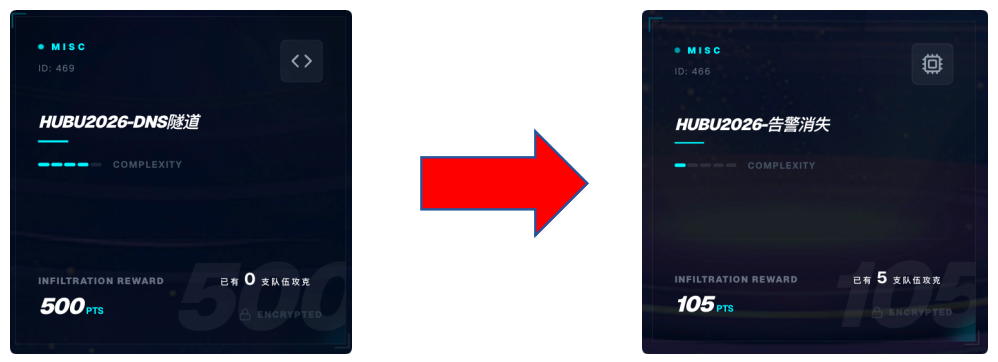 MISC
ID: 469
HUBU2026-DNS隧道
COMPLEXITY
INFILTRATION REWARD
已有 0 支队伍攻克
500 PTS
500
ENCRYPTED
MISC
ID: 466
HUBU2026-告警消失
COMPLEXITY
INFILTRATION REWARD
已有 5 支队伍攻克
105 PTS
105
ENCRYPTED